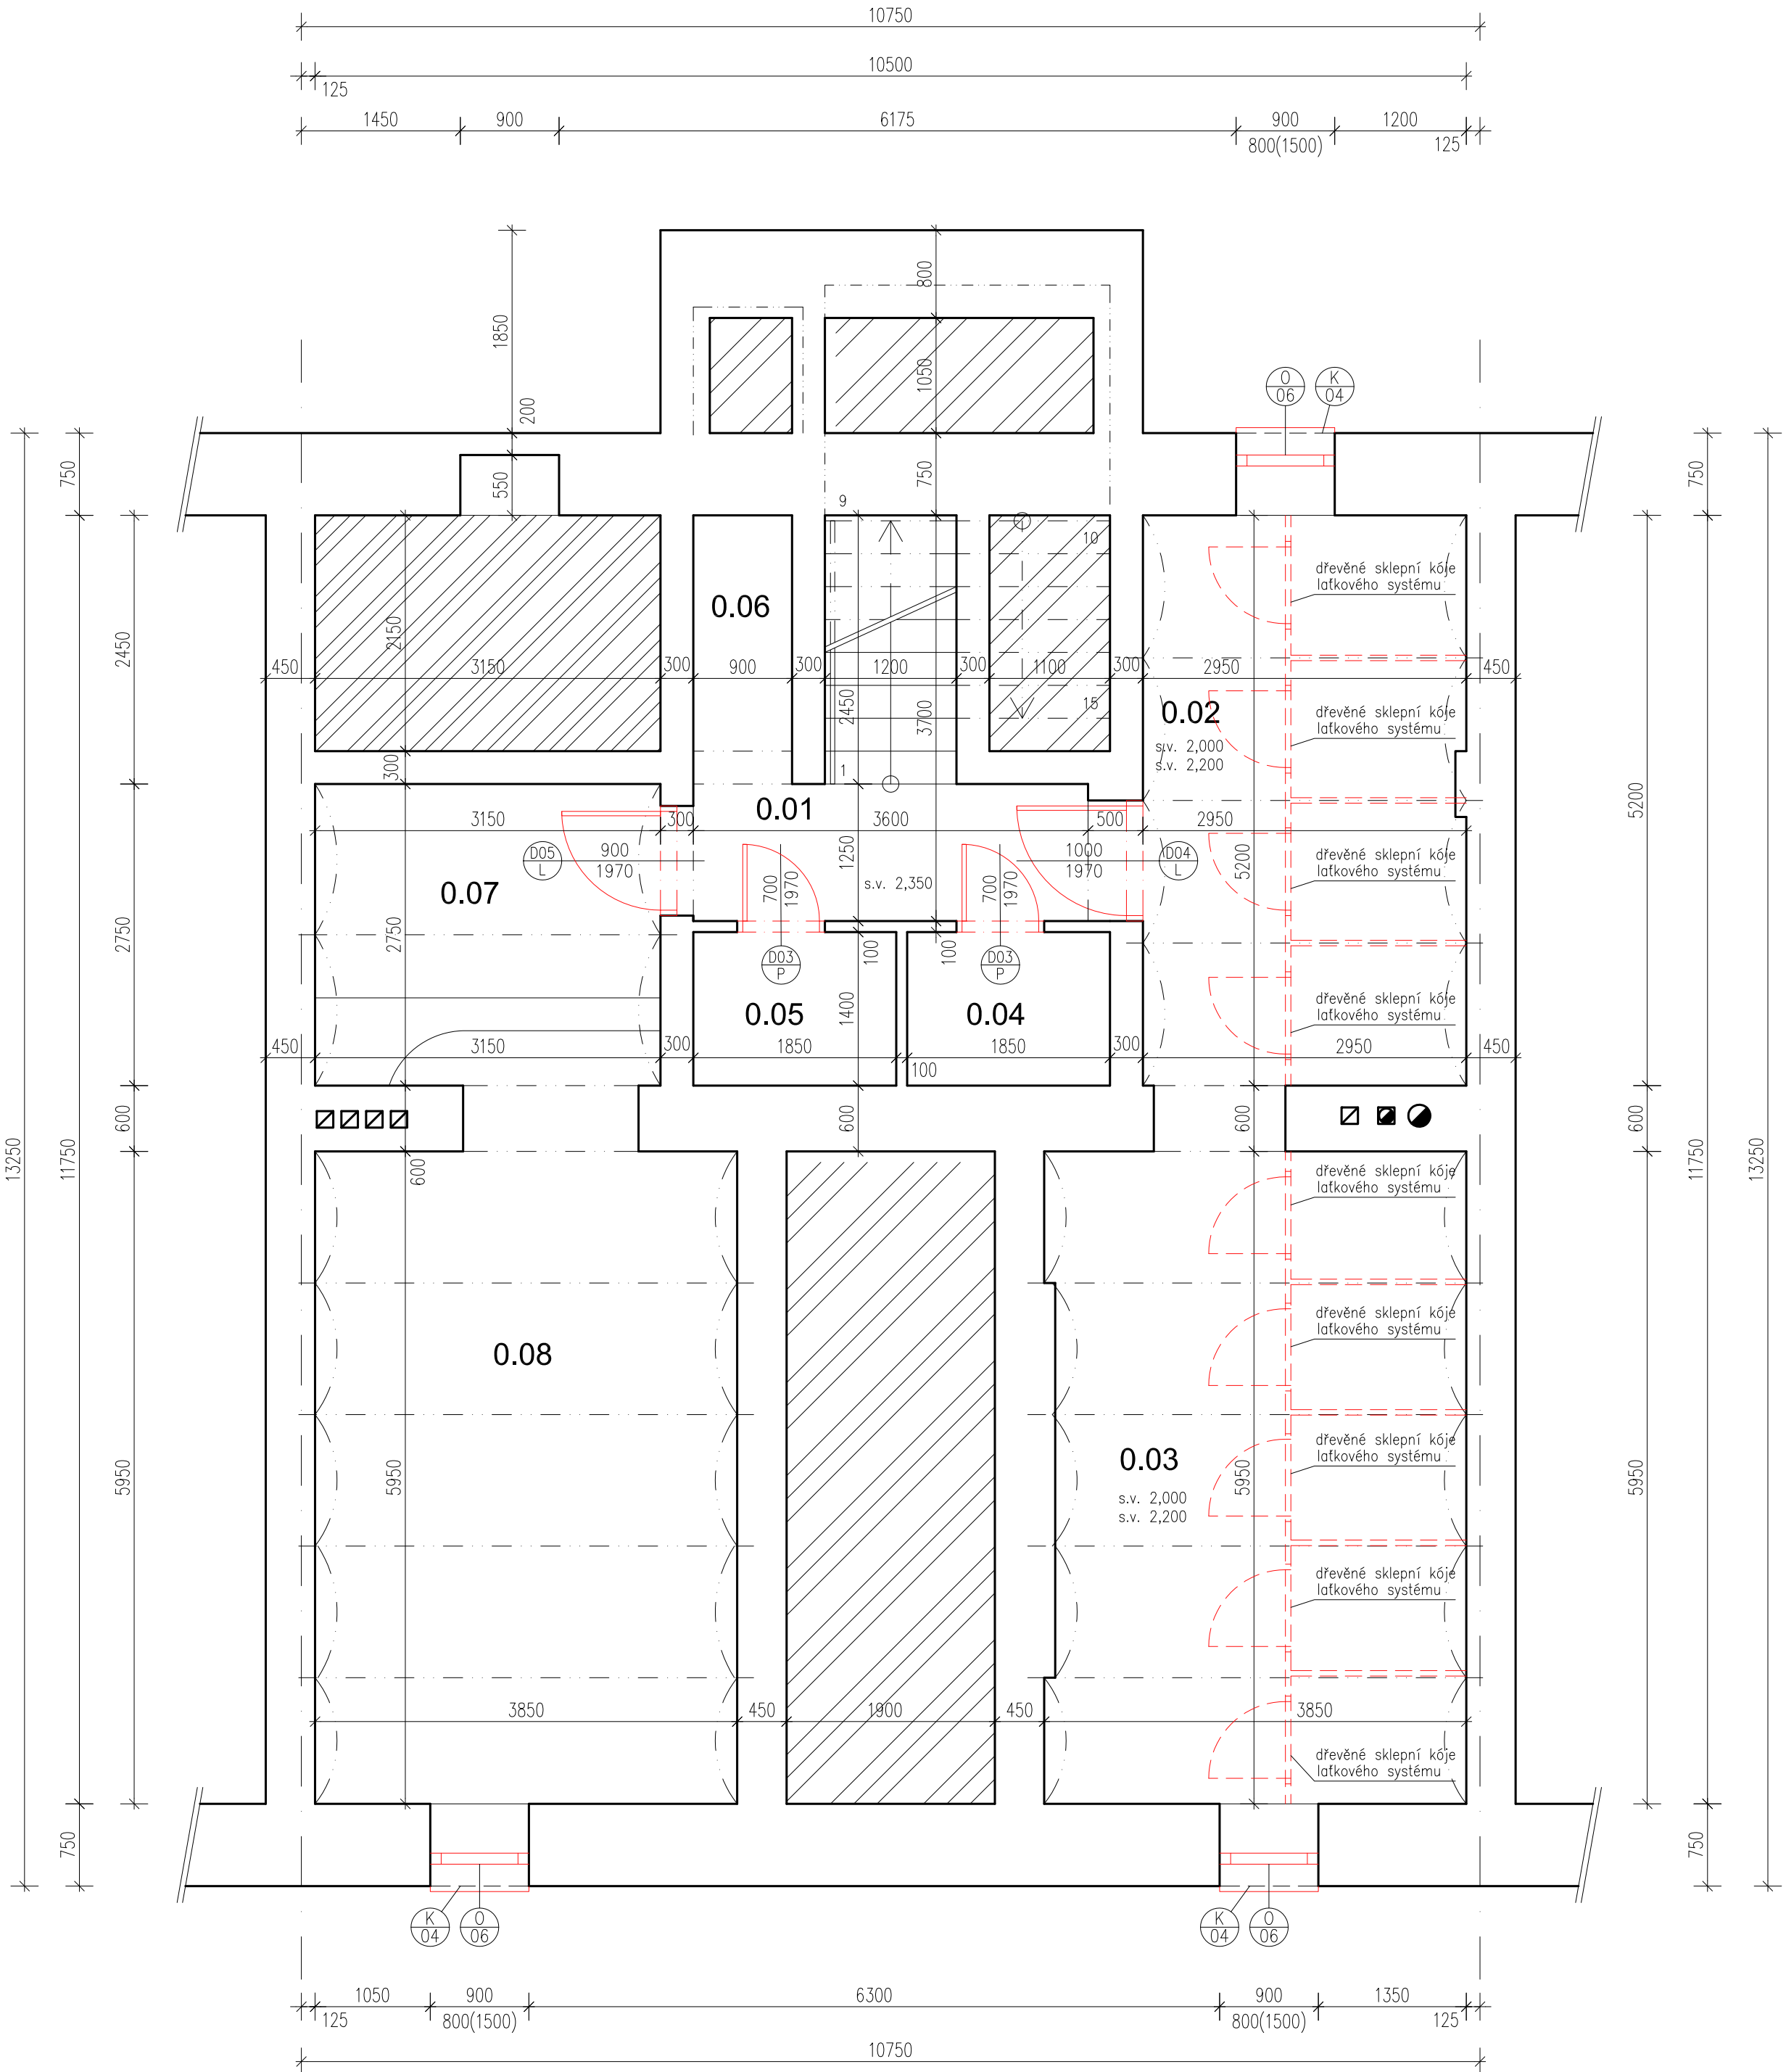 10750
10500
125
1450 900 6175 900 1200
800(1500) 125
1850
800
1050
200
550
750
O
06
K
04
750
750
9
10
dřevěné sklepní kóje
laťkového systému
0.06
2450
2150
450 3150 300 900 300 1200 300 1100 300 2950 450
2450
3700
15
0.02
s.v. 2,000
s.v. 2,200
dřevěné sklepní kóje
laťkového systému
300
1
0.01
3150 300 3600 500 2950
5200
5200
D05
L
900
1970
1250
1000
1970
D04
L
dřevěné sklepní kóje
laťkového systému
700
1970
s.v. 2,350
700
1970
0.07
2750
2750
D03
P
100
100
D03
P
dřevěné sklepní kóje
laťkového systému
0.05
1400
0.04
450 3150 300 1850 1850 300 2950 450
100
600
600
600
600
600
13250
11750
11750
13250
dřevěné sklepní kóje
laťkového systému
dřevěné sklepní kóje
laťkového systému
0.08
dřevěné sklepní kóje
laťkového systému
0.03
s.v. 2,000
s.v. 2,200
5950
5950
5950
5950
dřevěné sklepní kóje
laťkového systému
3850 450 1900 450 3850
dřevěné sklepní kóje
laťkového systému
750
750
K
04
O
06
K
04
O
06
1050 900 6300 900 1350
125 800(1500) 800(1500) 125
10750